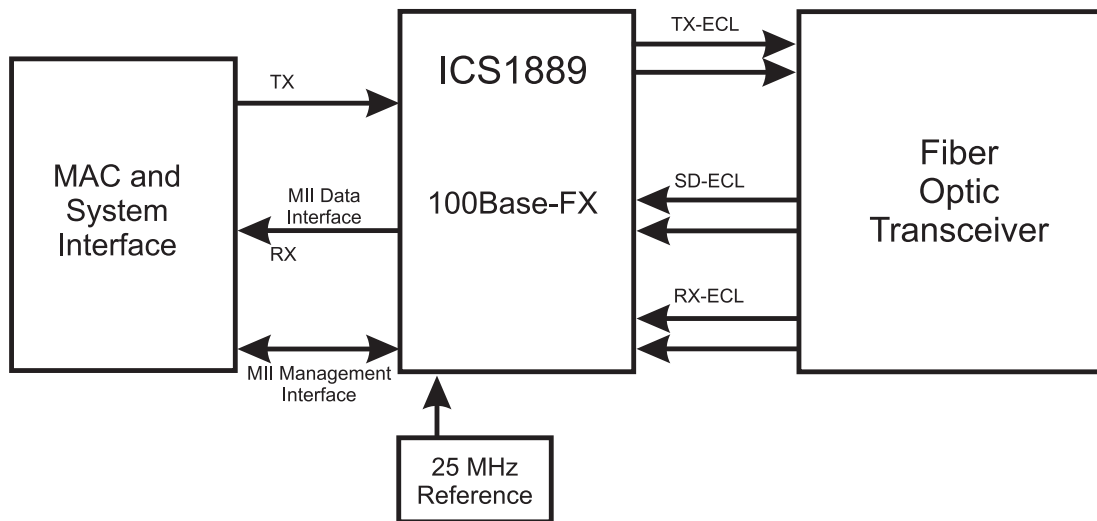 MAC and
System
Interface
TX
MII Data
Interface
RX
MII Management
Interface
ICS1889
100Base-FX
25 MHz
Reference
TX-ECL
SD-ECL
RX-ECL
Fiber
Optic
Transceiver